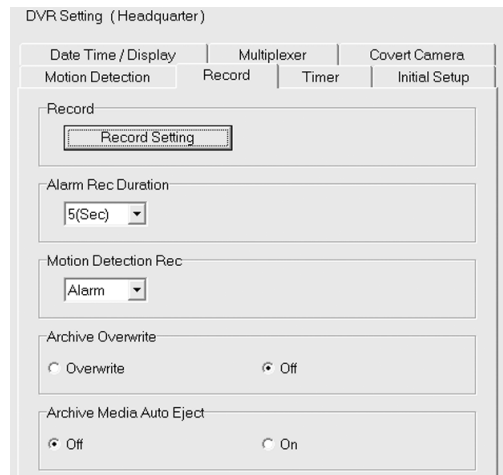 DVR Setting ( Headquarter )
Date Time / Display Multiplexer Covert Camera
Motion Detection Record Timer Initial Setup
Record
Record Setting
Alarm Rec Duration
5(Sec)
Motion Detection Rec
Alarm
Archive Overwrite
Overwrite Off
Archive Media Auto Eject
Off On